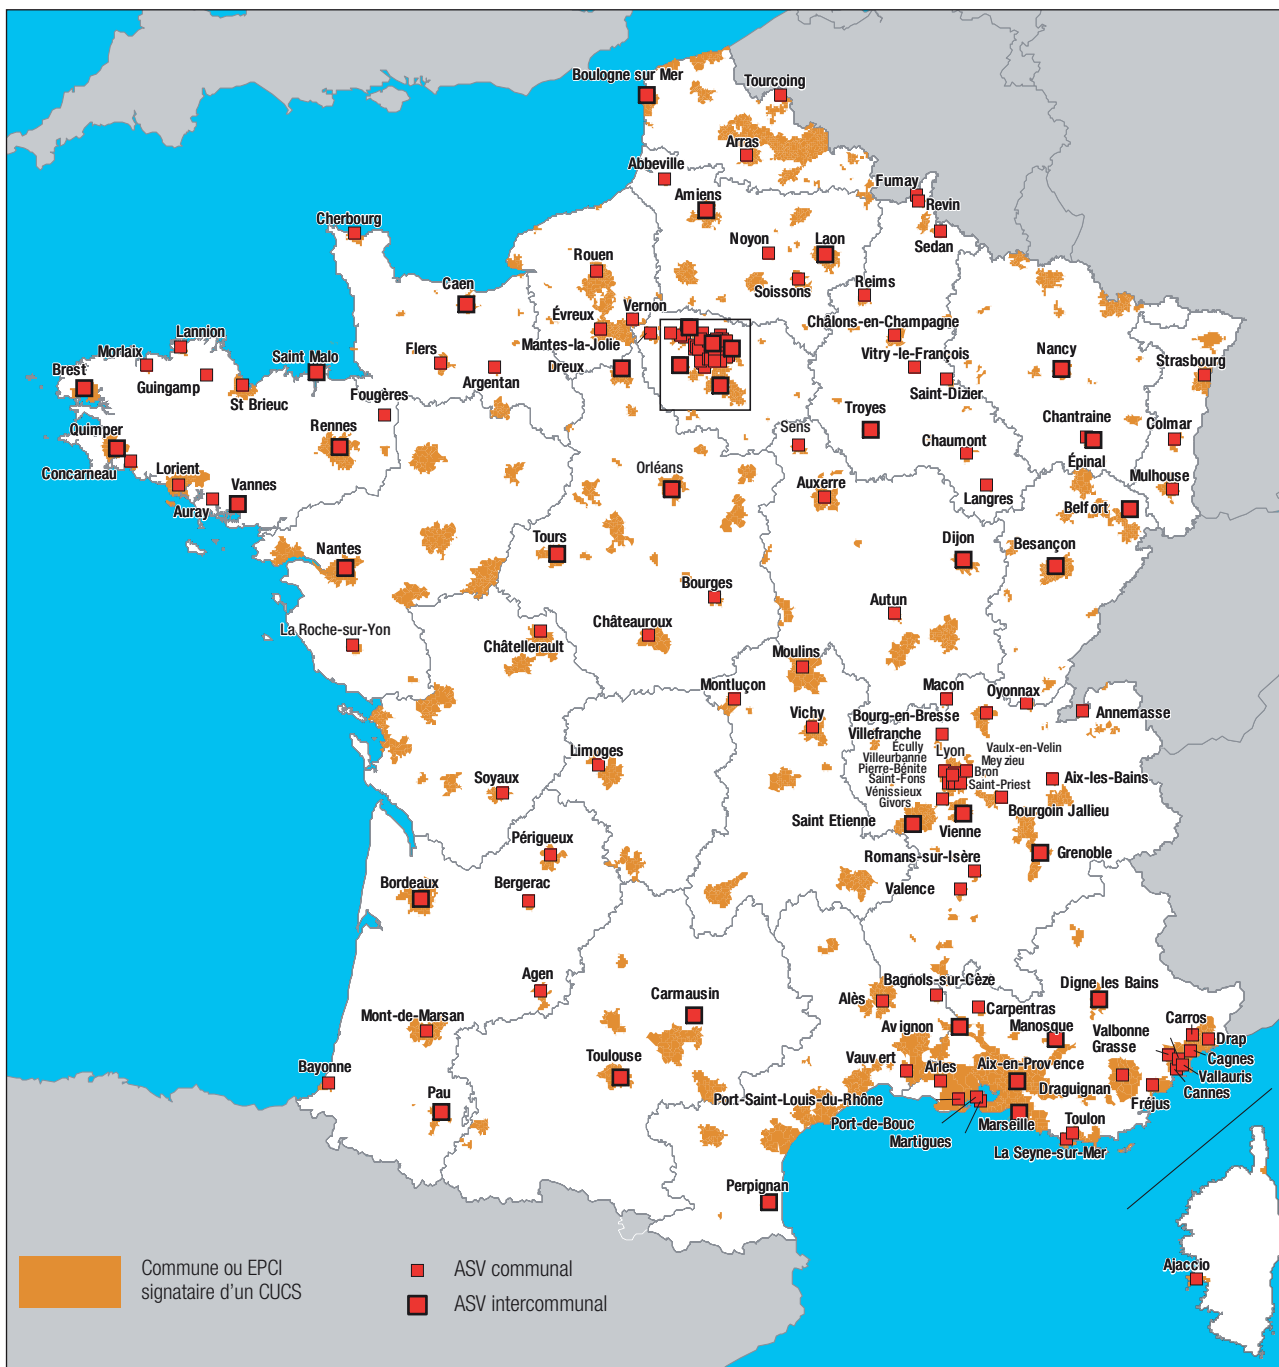 Boulogne sur Mer
Tourcoing
Arras
Abbeville
Amiens
Fumay
Revin
Sedan
Cherbourg
Noyon
Laon
Rouen
Soissons
Reims
Caen
Vernon
Évreux
Châlons-en-Champagne
Lannion
Mantes-la-Jolie
Vitry-le-François
Nancy
Morlaix
Saint Malo
Flers
Dreux
Strasbourg
Brest
Guingamp
Argentan
Saint-Dizier
St Brieuc
Fougères
Troyes
Chantraine
Colmar
Quimper
Rennes
Sens
Chaumont
Épinal
Concarneau
Lorient
Orléans
Mulhouse
Vannes
Auxerre
Langres
Auray
Belfort
Nantes
Tours
Dijon
Besançon
Bourges
Autun
La Roche-sur-Yon
Châteauroux
Châtellerault
Moulins
Montluçon
Macon
Oyonnax
Vichy
Bourg-en-Bresse
Annemasse
Villefranche
Écully
Lyon
Vaulx-en-Velin
Limoges
Villeurbanne
Meyzieu
Pierre-Bénite
Bron
Soyaux
Saint-Fons
Saint-Priest
Aix-les-Bains
Vénissieux
Givors
Bourgoin Jallieu
Saint Etienne
Vienne
Périgueux
Romans-sur-Isère
Grenoble
Bordeaux
Bergerac
Valence
Agen
Bagnols-sur-Cèze
Digne les Bains
Carmausin
Alès
Carpentras
Mont-de-Marsan
Avignon
Manosque
Valbonne
Carros
Drap
Toulouse
Vauvert
Grasse
Cagnes
Bayonne
Arles
Aix-en-Provence
Vallauris
Pau
Port-Saint-Louis-du-Rhône
Draguignan
Cannes
Fréjus
Port-de-Bouc
Marseille
Toulon
Martigues
La Seyne-sur-Mer
Perpignan
Ajaccio
Commune ou EPCI
signataire d'un CUCS
ASV communal
ASV intercommunal